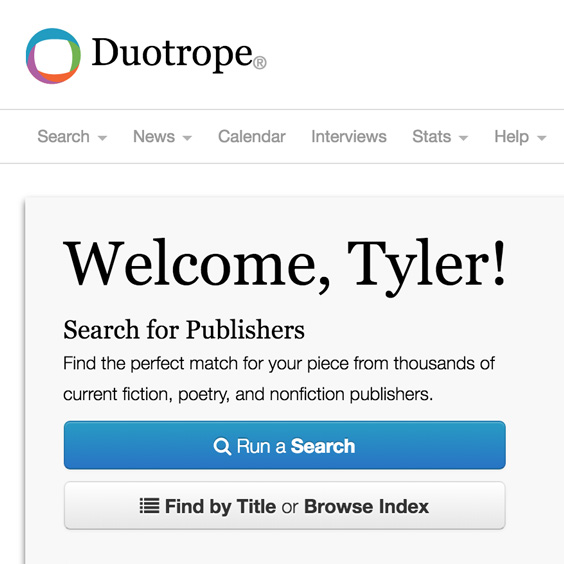 Duotrope®
Search News Calendar Interviews Stats Help
Welcome, Tyler!
Search for Publishers
Find the perfect match for your piece from thousands of
current fiction, poetry, and nonfiction publishers.
Run a Search
Find by Title or Browse Index